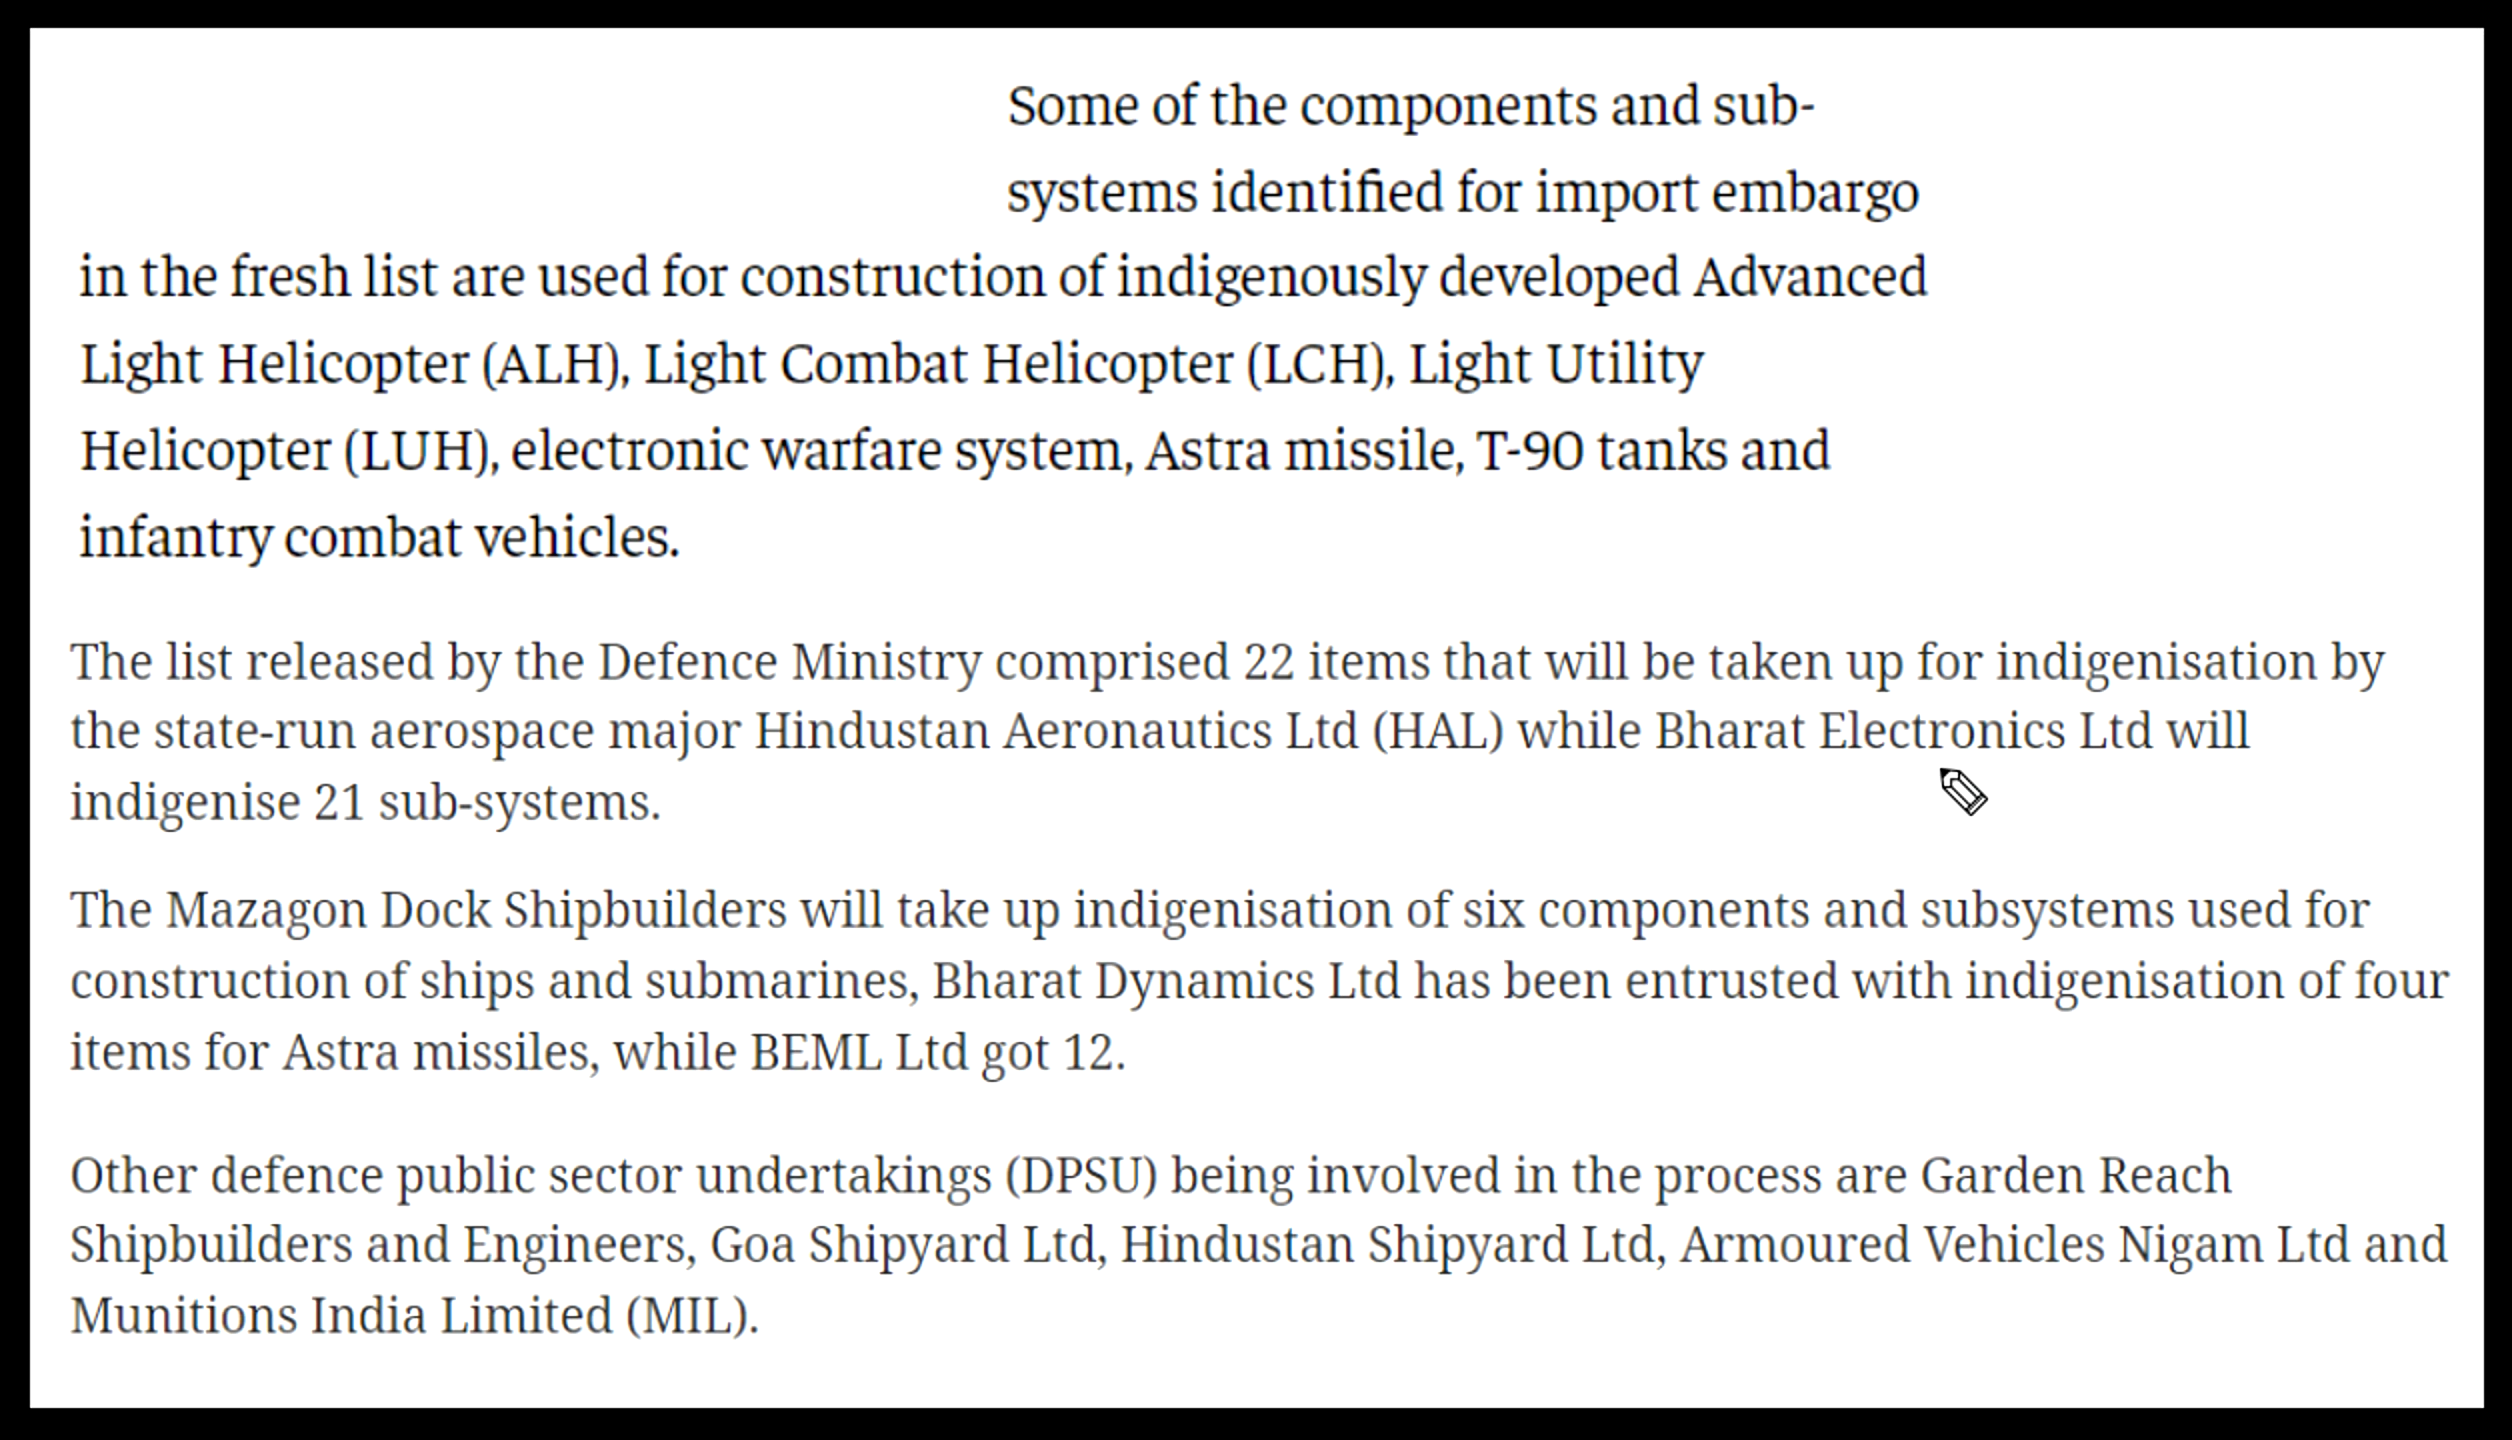 Some of the components and sub-
systems identified for import embargo
in the fresh list are used for construction of indigenously developed Advanced
Light Helicopter (ALH), Light Combat Helicopter (LCH), Light Utility
Helicopter (LUH), electronic warfare system, Astra missile, T-90 tanks and
infantry combat vehicles.
The list released by the Defence Ministry comprised 22 items that will be taken up for indigenisation by
the state-run aerospace major Hindustan Aeronautics Ltd (HAL) while Bharat Electronics Ltd will
indigenise 21 sub-systems.
The Mazagon Dock Shipbuilders will take up indigenisation of six components and subsystems used for
construction of ships and submarines, Bharat Dynamics Ltd has been entrusted with indigenisation of four
items for Astra missiles, while BEML Ltd got 12.
Other defence public sector undertakings (DPSU) being involved in the process are Garden Reach
Shipbuilders and Engineers, Goa Shipyard Ltd, Hindustan Shipyard Ltd, Armoured Vehicles Nigam Ltd and
Munitions India Limited (MIL).